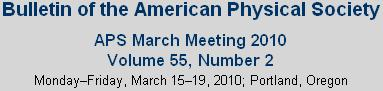 Bulletin of the American Physical Society
APS March Meeting 2010
Volume 55, Number 2
Monday–Friday, March 15–19, 2010; Portland, Oregon